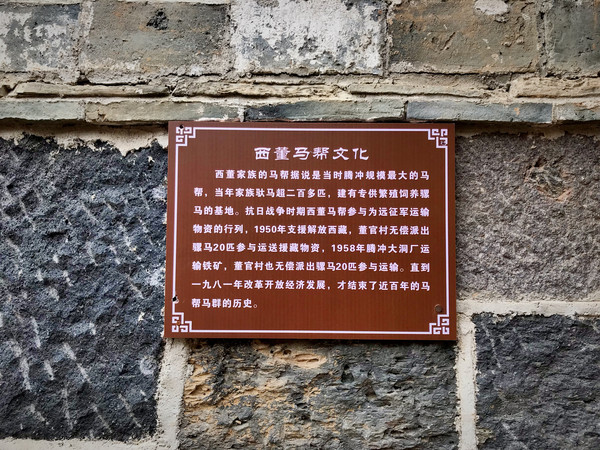 西董马帮文化
西董家族的马帮据说是当时腾冲规模最大的马
帮，当年家族驮马超二百多匹，建有专供繁殖饲养骡
马的基地。抗日战争时期西董马帮参与为远征军运输
物资的行列，1950年支援解放西藏，董官村无偿派出
骡马20匹参与运送援藏物资，1958年腾冲大洞厂运
输铁矿，董官村也无偿派出骡马20匹参与运输。直到
一九八一年改革开放经济发展，才结束了近百年的马
帮马群的历史。